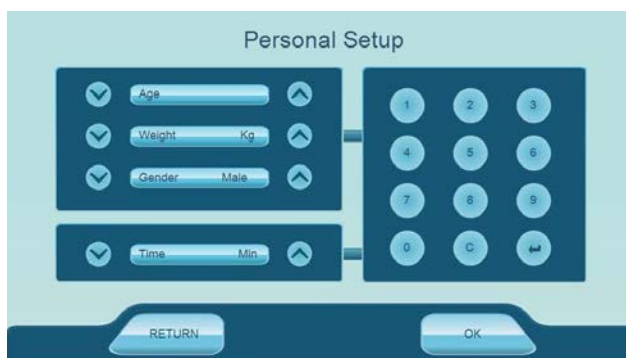 Personal Setup
Age
Weight Kg
Gender Male
Time Min
1 2 3
4 5 6
7 8 9
0 C
RETURN OK